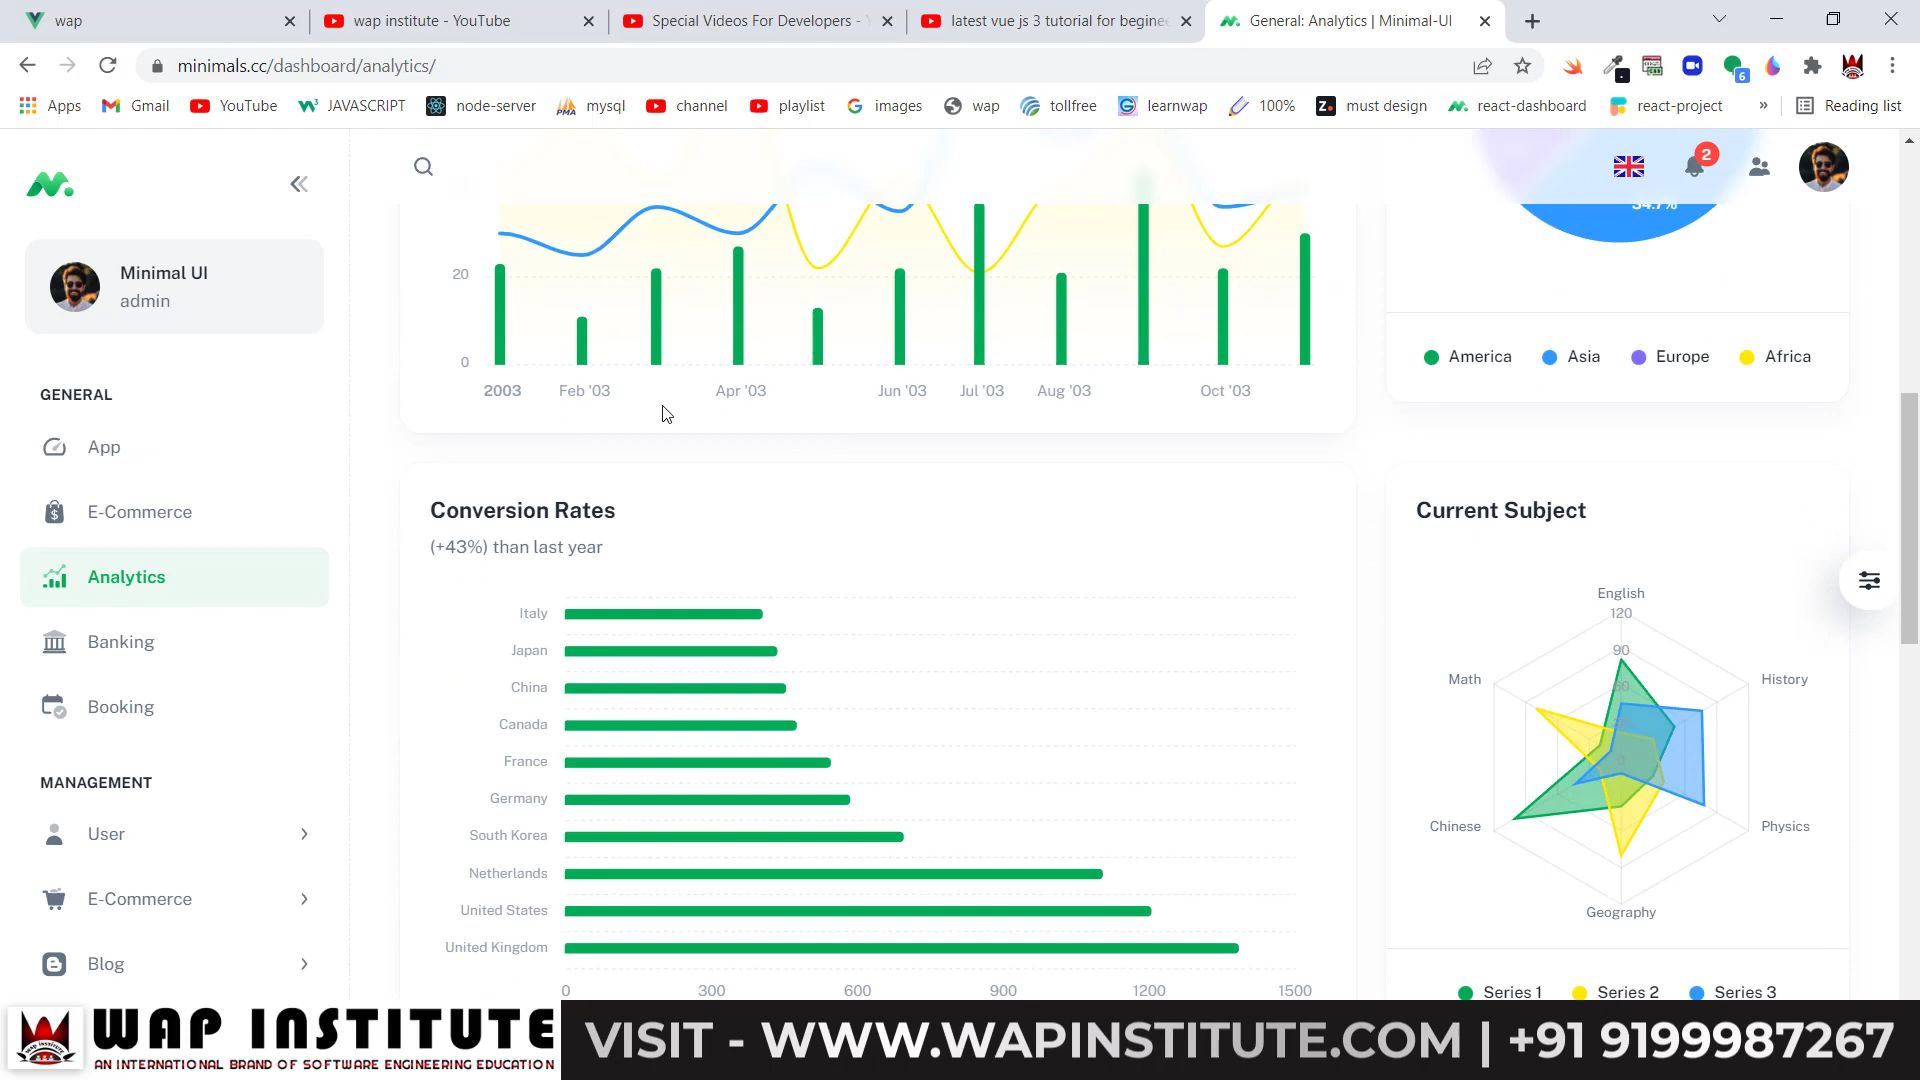 wap
wap institute - YouTube
Special Videos For Developers -
latest vue js 3 tutorial for begine
General: Analytics | Minimal-UI
minimals.cc/dashboard/analytics/
6
Apps
Gmail
YouTube
JAVASCRIPT
node-server
mysql
channel
playlist
images
wap
tollfree
learnwap
100%
must design
react-dashboard
react-project
»
Reading list
2
Minimal UI
admin
GENERAL
App
E-Commerce
Analytics
Banking
Booking
MANAGEMENT
User
E-Commerce
Blog
20
0
2003 Feb '03 Apr '03 Jun '03 Jul '03 Aug '03 Oct '03
34.7%
America Asia Europe Africa
Conversion Rates
(+43%) than last year
Italy
Japan
China
Canada
France
Germany
South Korea
Netherlands
United States
United Kingdom
0 300 600 900 1200 1500
Current Subject
English
120
90
60
Math
History
Chinese
Physics
Geography
Series 1 Series 2 Series 3
WAP INSTITUTE
AN INTERNATIONAL BRAND OF SOFTWARE ENGINEERING EDUCATION
VISIT - WWW.WAPINSTITUTE.COM | +91 9199987267